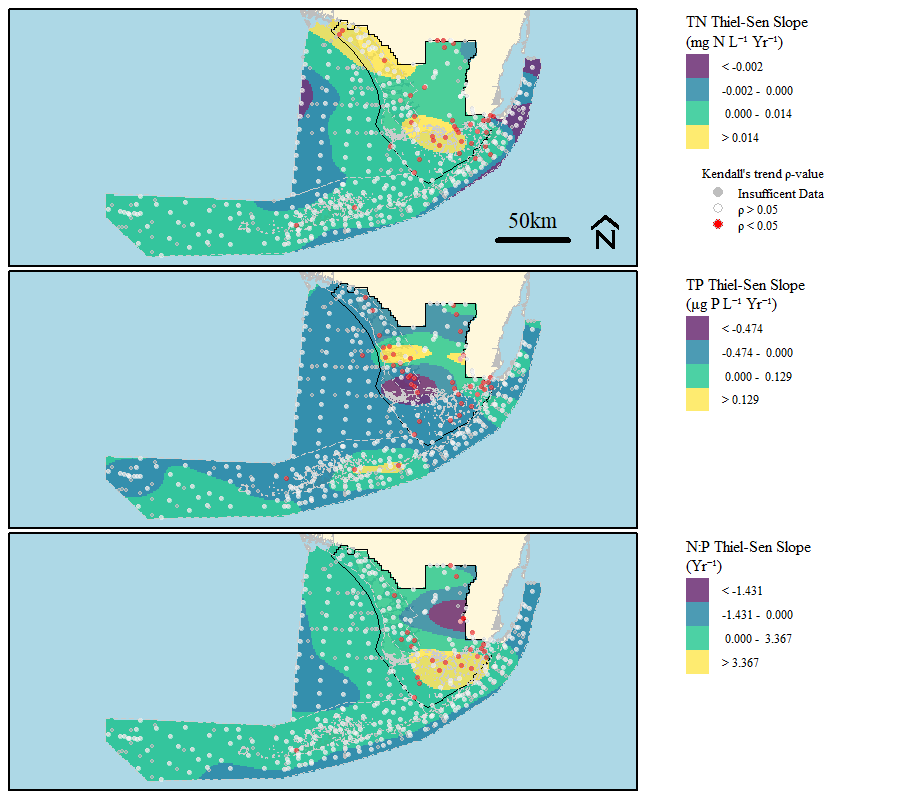 TN Thiel-Sen Slope
(mg N L⁻¹ Yr⁻¹)
< -0.002
-0.002 - 0.000
0.000 - 0.014
> 0.014
Kendall's trend ρ-value
Insufficent Data
ρ > 0.05
ρ < 0.05
50km
N
TP Thiel-Sen Slope
(µg P L⁻¹ Yr⁻¹)
< -0.474
-0.474 - 0.000
0.000 - 0.129
> 0.129
N:P Thiel-Sen Slope
(Yr⁻¹)
< -1.431
-1.431 - 0.000
0.000 - 3.367
> 3.367